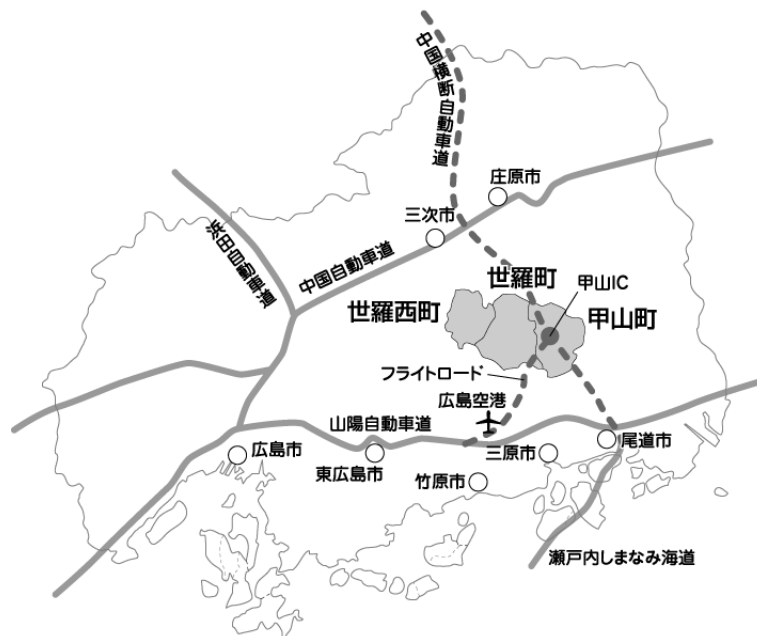 中国横断自動車道
庄原市
三次市
浜田自動車道
中国自動車道
世羅町
甲山IC
世羅西町
甲山町
フライトロード
広島空港
山陽自動車道
広島市
東広島市
竹原市
三原市
尾道市
瀬戸内しまなみ海道